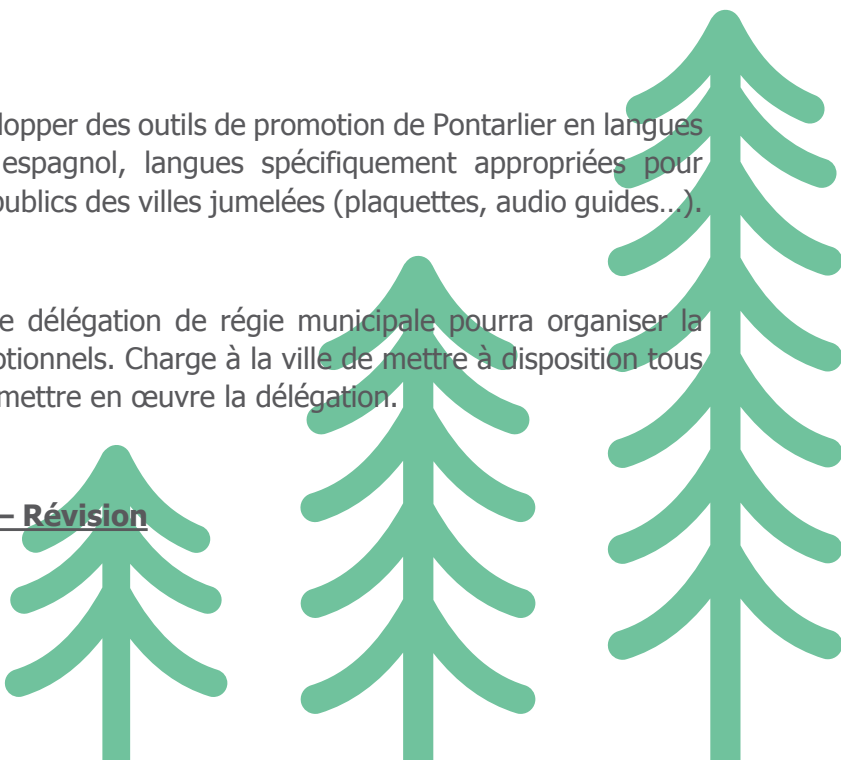 lopper des outils de promotion de Pontarlier en langues
espagnol, langues spécifiquement appropriées pour
publics des villes jumelées (plaquettes, audio guides…).
e délégation de régie municipale pourra organiser la
ptionnels. Charge à la ville de mettre à disposition tous
mettre en œuvre la délégation.
– Révision